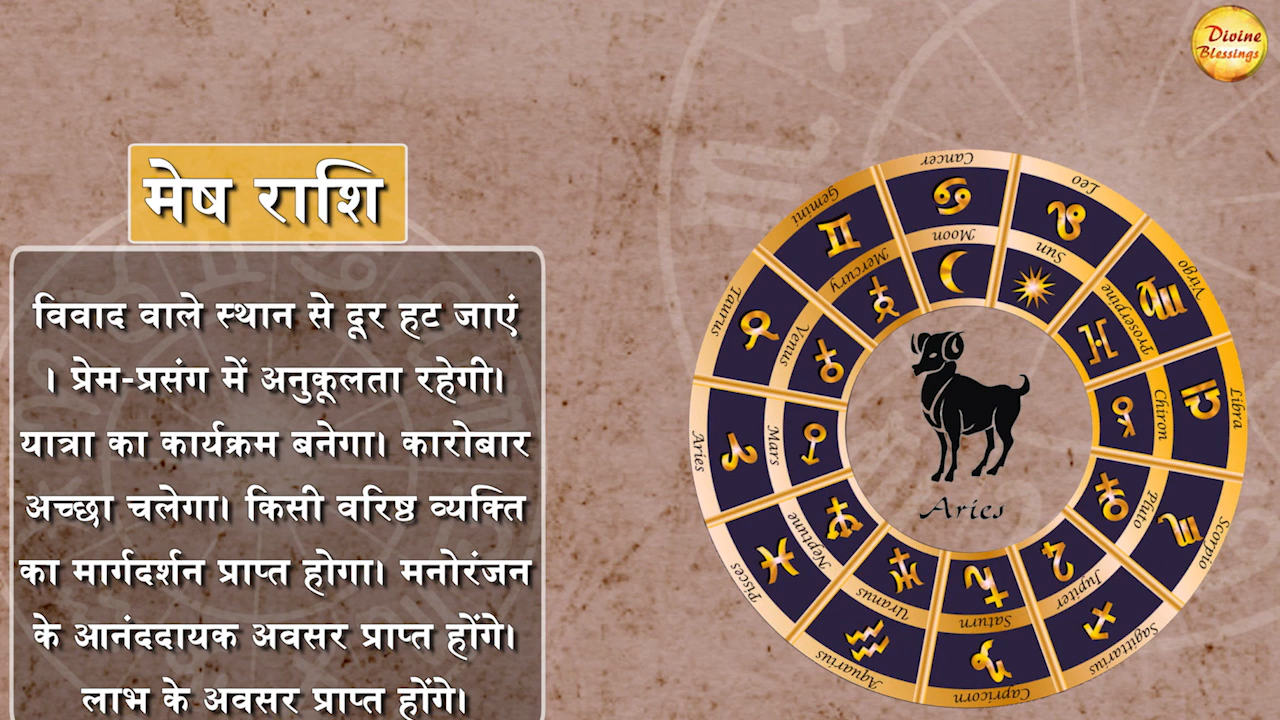 Divine
Blessings
मेष राशि
विवाद वाले स्थान से दूर हट जाएं
। प्रेम-प्रसंग में अनुकूलता रहेगी।
यात्रा का कार्यक्रम बनेगा। कारोबार
अच्छा चलेगा। किसी वरिष्ठ व्यक्ति
का मार्गदर्शन प्राप्त होगा। मनोरंजन
के आनंददायक अवसर प्राप्त होंगे।
लाभ के अवसर प्राप्त होंगे।
Cancer
Leo
Virgo
Libra
Scorpio
Sagittarius
Capricorn
Aquarius
Pisces
Aries
Taurus
Gemini
Moon
Sun
Proserpine
Chiron
Pluto
Jupiter
Saturn
Uranus
Neptune
Mars
Venus
Mercury
Aries